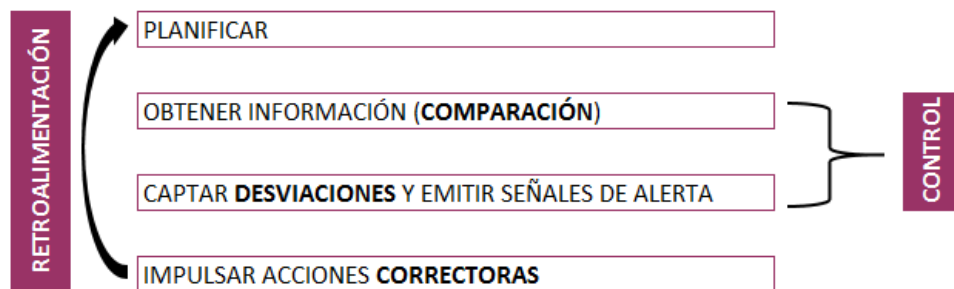 RETROALIMENTACIÓN
PLANIFICAR
OBTENER INFORMACIÓN (COMPARACIÓN)
CAPTAR DESVIACIONES Y EMITIR SEÑALES DE ALERTA
IMPULSAR ACCIONES CORRECTORAS
CONTROL